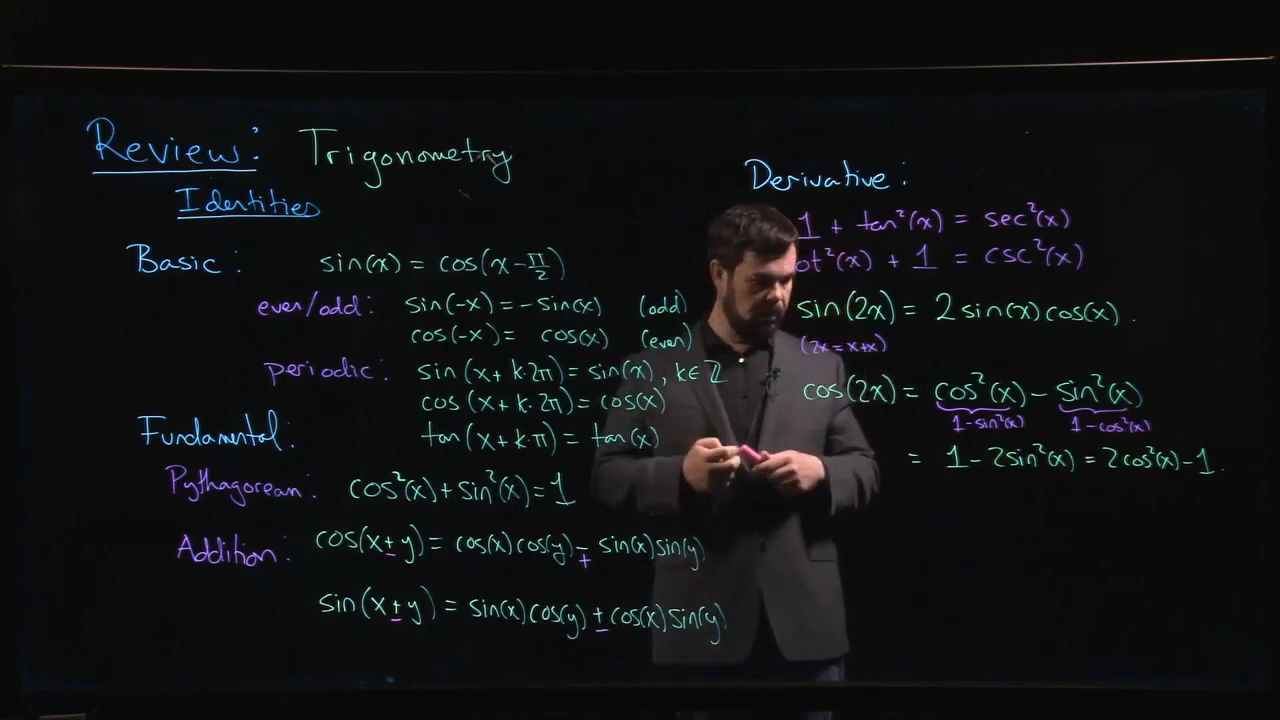 Review: Trigonometry
Identities
Basic: sin(x) = cos(x-π/2)
even/odd: sin(-x) = -sin(x) (odd)
cos(-x) = cos(x) (even)
periodic: sin(x+k·2π) = sin(x), k∈ℤ
cos(x+k·2π) = cos(x)
Fundamental: tan(x+k·π) = tan(x)
Pythagorean: cos²(x)+sin²(x)=1
Addition: cos(x±y) = cos(x)cos(y) ∓ sin(x)sin(y)
sin(x±y) = sin(x)cos(y) ± cos(x)sin(y)
Derivative:
1 + tan²(x) = sec²(x)
ot²(x) + 1 = csc²(x)
sin(2x) = 2 sin(x)cos(x).
(2x = x+x)
cos(2x) = cos²(x) - sin²(x)
1-sin²(x) 1-cos²(x)
= 1-2sin²(x) = 2cos²(x)-1.